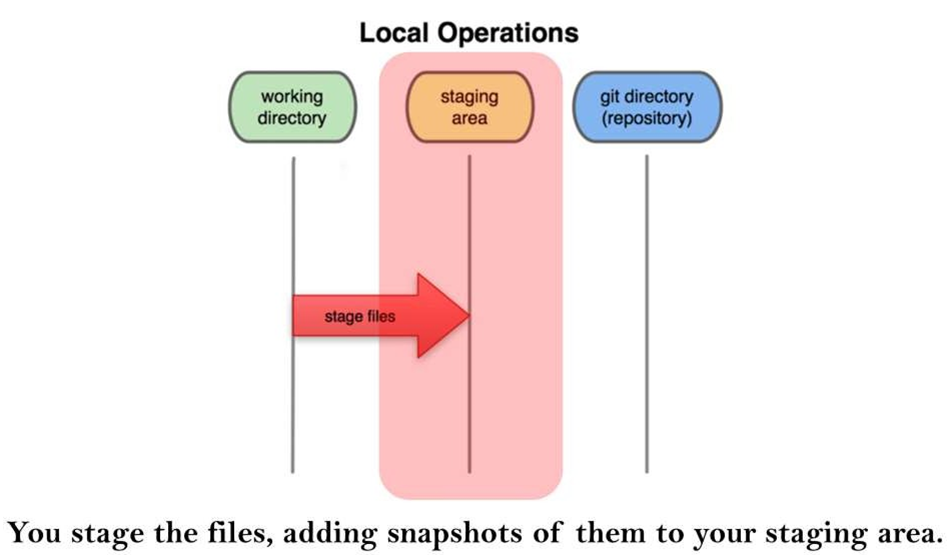 Local Operations
working
directory
staging
area
git directory
(repository)
stage files
You stage the files, adding snapshots of them to your staging area.